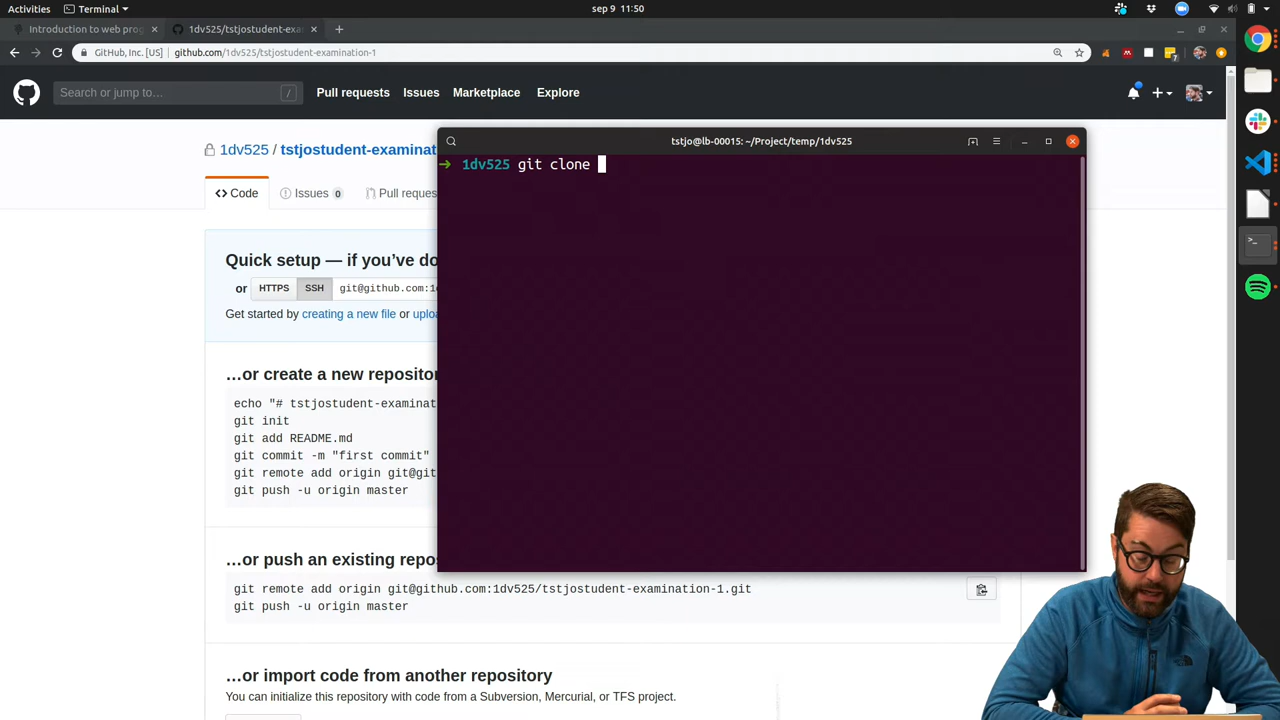 Activities
Terminal
sep 9 11:50
Introduction to web prog
1dv525/tstjostudent-exa
GitHub, Inc. [US]
github.com/1dv525/tstjostudent-examination-1
Search or jump to…
/
Pull requests
Issues
Marketplace
Explore
1dv525 / tstjostudent-examinat
Code
Issues 0
Pull reques
Quick setup — if you've do
or
HTTPS
SSH
git@github.com:1
Get started by creating a new file or uplo
…or create a new reposito
echo "# tstjostudent-examinat
git init
git add README.md
git commit -m "first commit"
git remote add origin git@git
git push -u origin master
…or push an existing repo
git remote add origin git@github.com:1dv525/tstjostudent-examination-1.git
git push -u origin master
…or import code from another repository
You can initialize this repository with code from a Subversion, Mercurial, or TFS project.
tstjo@lb-00015: ~/Project/temp/1dv525
➜ 1dv525 git clone